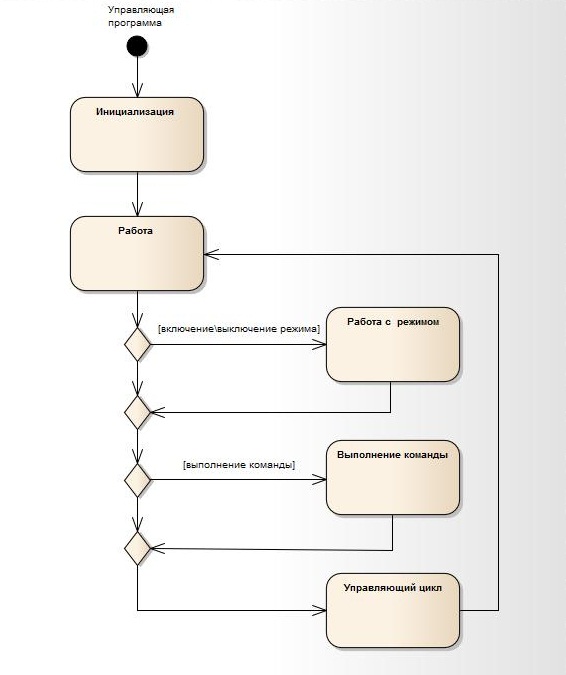 Управляющая
программа
Инициализация
Работа
[включение\выключение режима]
Работа с режимом
[выполнение команды]
Выполнение команды
Управляющий цикл